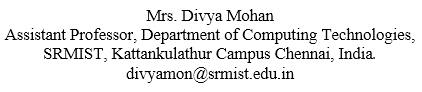 Mrs. Divya Mohan
Assistant Professor, Department of Computing Technologies,
SRMIST, Kattankulathur Campus Chennai, India.
divyamon@srmist.edu.in